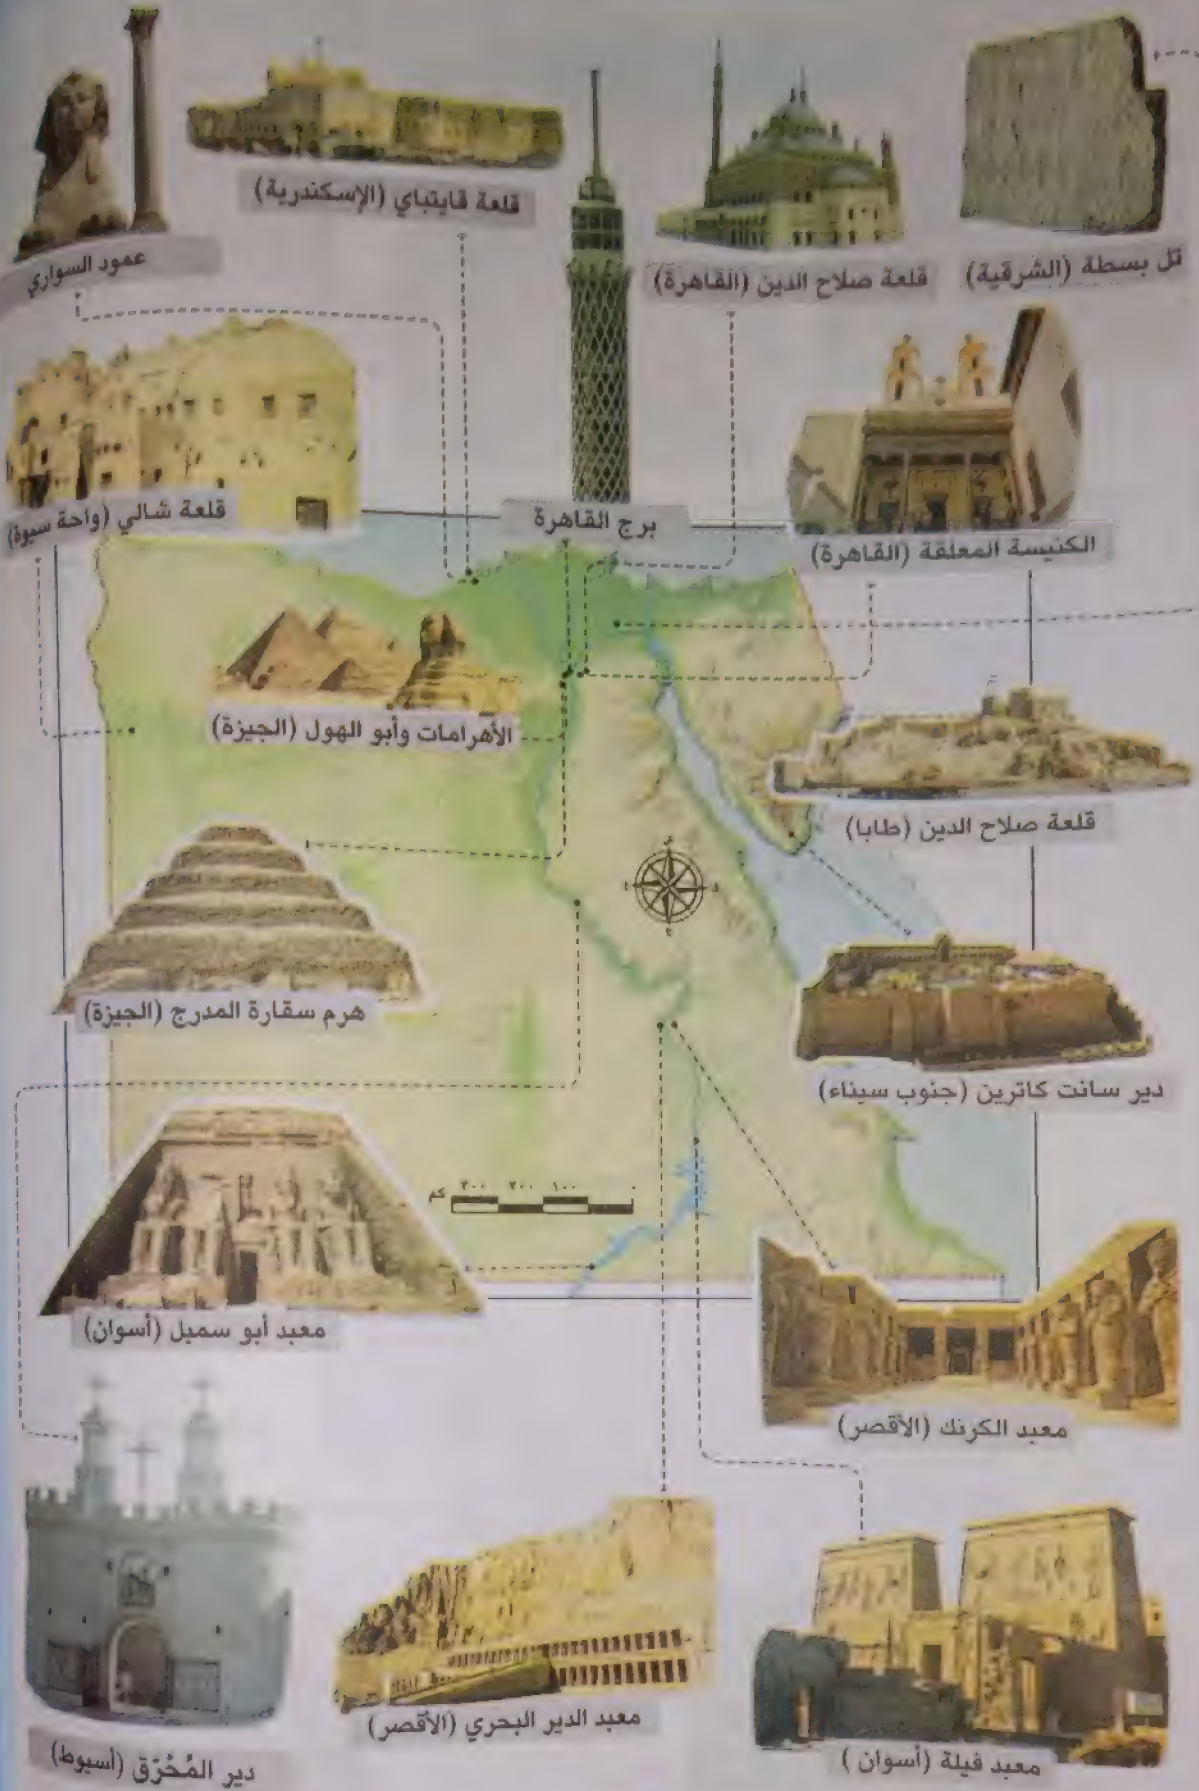 عمود السواري
قلعة قايتباي (الإسكندرية)
قلعة صلاح الدين (القاهرة)
تل بسطة (الشرقية)
قلعة شالي (واحة سيوة)
برج القاهرة
الكنيسة المعلقة (القاهرة)
الأهرامات وأبو الهول (الجيزة)
قلعة صلاح الدين (طابا)
هرم سقارة المدرج (الجيزة)
دير سانت كاترين (جنوب سيناء)
٣٠٠ ٢٠٠ ١٠٠ ٠ كم
معبد أبو سمبل (أسوان)
معبد الكرنك (الأقصر)
معبد الدير البحري (الأقصر)
معبد فيلة (أسوان )
دير المُحْرّق (أسيوط)